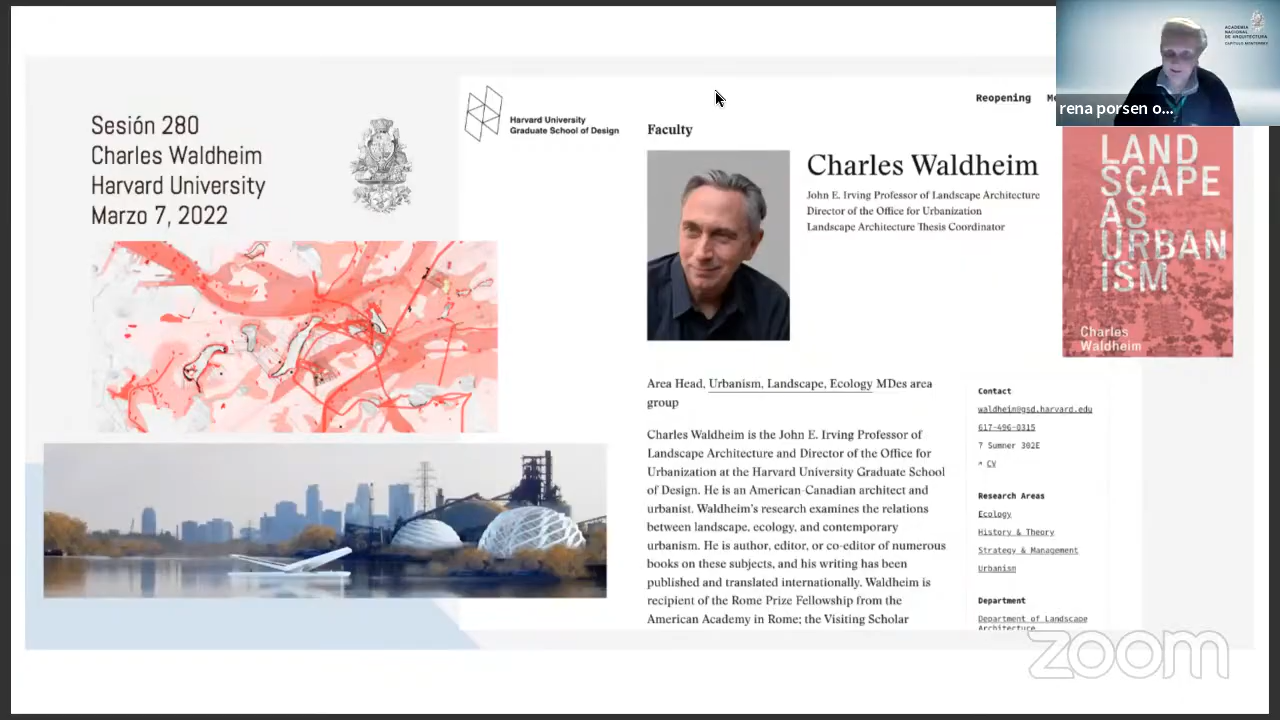 Sesión 280
Charles Waldheim
Harvard University
Marzo 7, 2022
Harvard University
Graduate School of Design
Reopening
Faculty
Charles Waldheim
John E. Irving Professor of Landscape Architecture
Director of the Office for Urbanization
Landscape Architecture Thesis Coordinator
Area Head, Urbanism, Landscape, Ecology MDes area
group
Charles Waldheim is the John E. Irving Professor of
Landscape Architecture and Director of the Office for
Urbanization at the Harvard University Graduate School
of Design. He is an American-Canadian architect and
urbanist. Waldheim's research examines the relations
between landscape, ecology, and contemporary
urbanism. He is author, editor, or co-editor of numerous
books on these subjects, and his writing has been
published and translated internationally. Waldheim is
recipient of the Rome Prize Fellowship from the
American Academy in Rome; the Visiting Scholar
Contact
waldheim@gsd.harvard.edu
617-496-0315
7 Sumner 302E
CV
Research Areas
Ecology
History & Theory
Strategy & Management
Urbanism
Department
Department of Landscape
Architecture
ACADEMIA
NACIONAL
DE ARQUITECTURA
CAPÍTULO MONTERREY
rena porsen o...
LAND
SCAPE
AS
URBAN
ISM
Charles
Waldheim
zoom